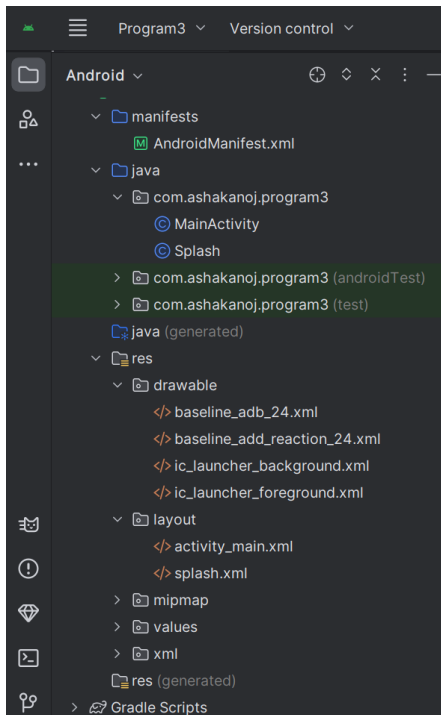 Program3 Version control
Android
manifests
M AndroidManifest.xml
java
com.ashakanoj.program3
C MainActivity
C Splash
com.ashakanoj.program3 (androidTest)
com.ashakanoj.program3 (test)
java (generated)
res
drawable
</> baseline_adb_24.xml
</> baseline_add_reaction_24.xml
</> ic_launcher_background.xml
</> ic_launcher_foreground.xml
layout
</> activity_main.xml
</> splash.xml
mipmap
values
xml
res (generated)
Gradle Scripts